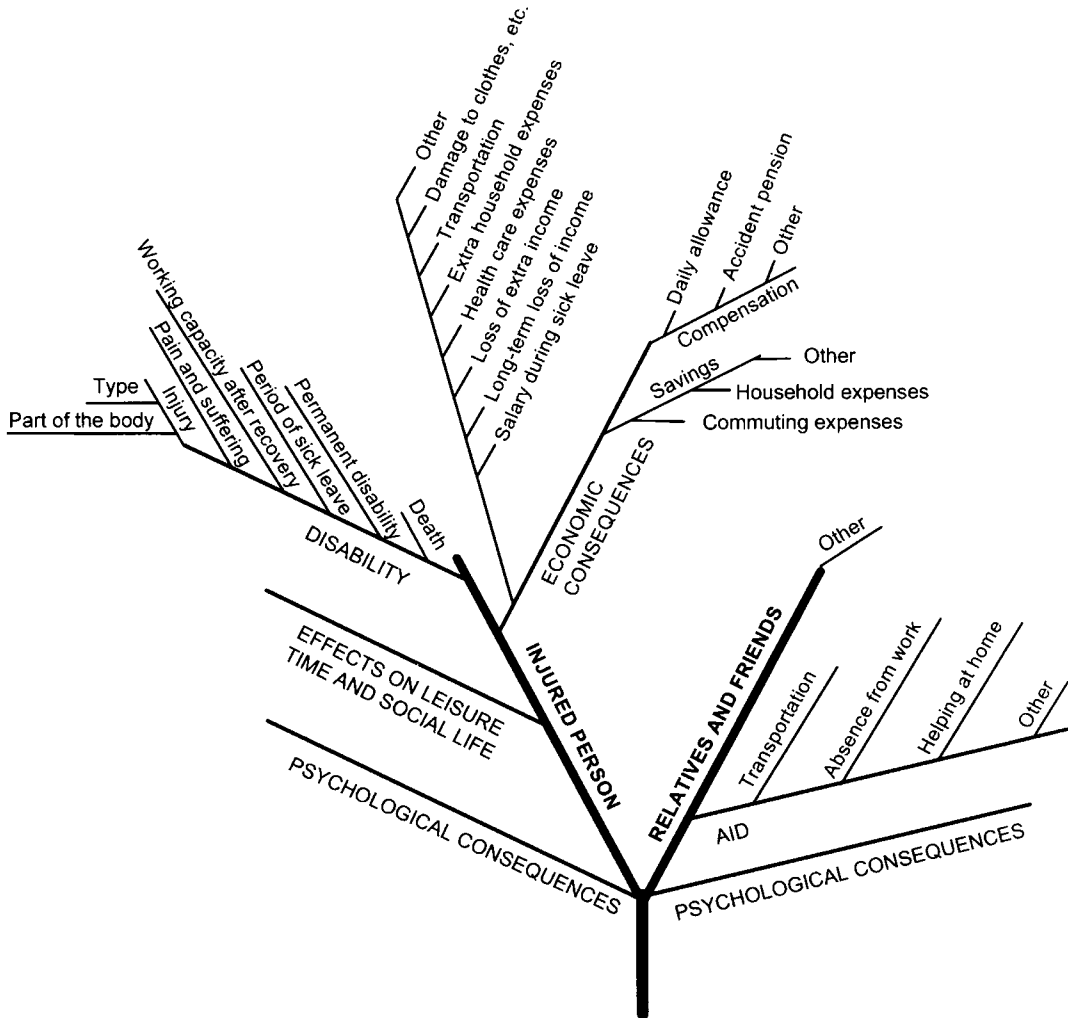 Other
Damage to clothes, etc.
Transportation
Extra household expenses
Health care expenses
Loss of extra income
Long-term loss of income
Salary during sick leave
Daily allowance
Accident pension
Other
Compensation
Savings
Other
Household expenses
Commuting expenses
ECONOMIC
CONSEQUENCES
Type
Part of the body
Injury
Pain and suffering
Working capacity after recovery
Period of sick leave
Permanent disability
Death
DISABILITY
EFFECTS ON LEISURE
TIME AND SOCIAL LIFE
PSYCHOLOGICAL CONSEQUENCES
INJURED PERSON
RELATIVES AND FRIENDS
Other
Transportation
Absence from work
Helping at home
Other
AID
PSYCHOLOGICAL CONSEQUENCES